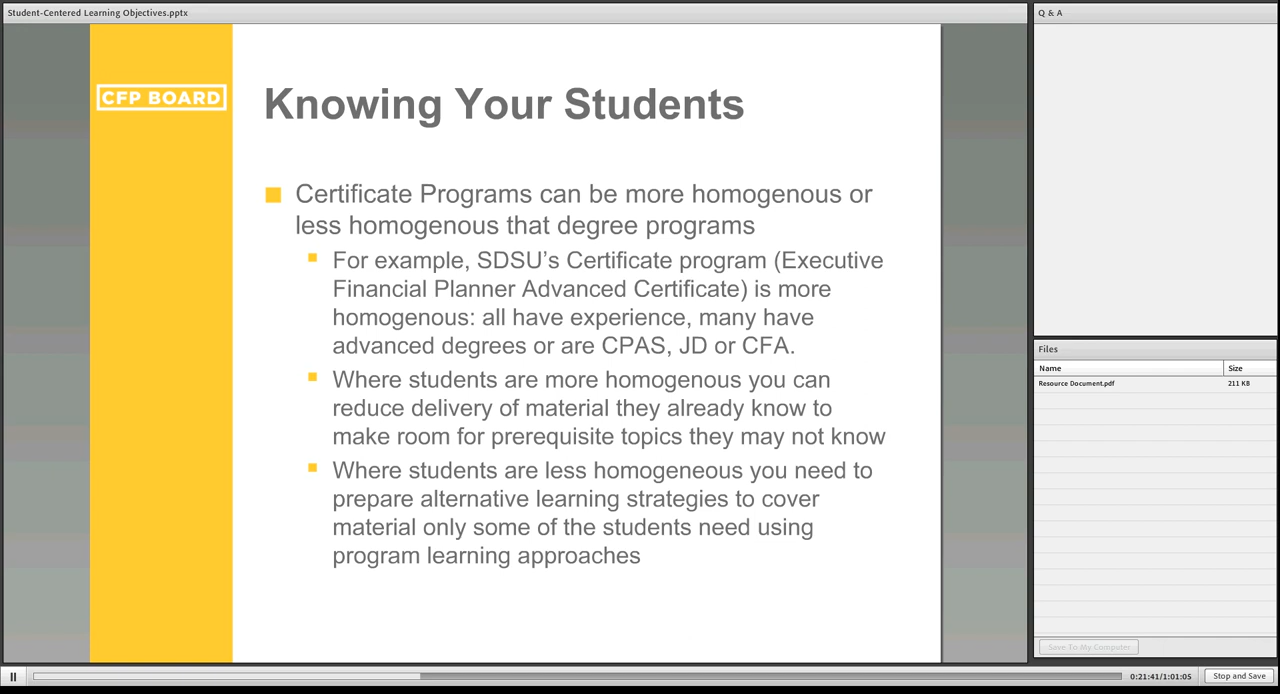 Student-Centered Learning Objectives.pptx
CFP BOARD
Knowing Your Students
Certificate Programs can be more homogenous or
less homogenous that degree programs
For example, SDSU's Certificate program (Executive
Financial Planner Advanced Certificate) is more
homogenous: all have experience, many have
advanced degrees or are CPAS, JD or CFA.
Where students are more homogenous you can
reduce delivery of material they already know to
make room for prerequisite topics they may not know
Where students are less homogeneous you need to
prepare alternative learning strategies to cover
material only some of the students need using
program learning approaches
Q & A
Files
Name Size
Resource Document.pdf 211 KB
Save To My Computer
0:21:41/1:01:05
Stop and Save